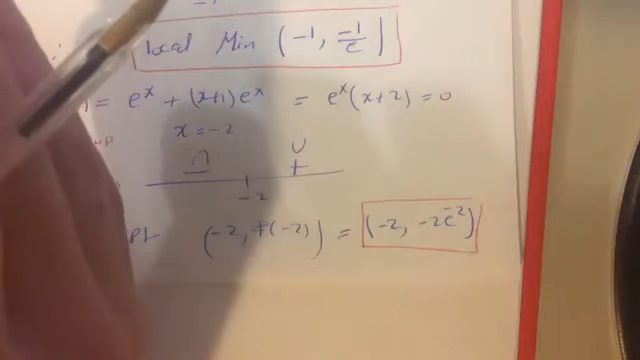 local Min (-1, -1/e)
= e^x + (x+1)e^x = e^x(x+2) = 0
x = -2
∩ ∪
— +
-2
(-2, f(-2)) = (-2, -2e^-2)